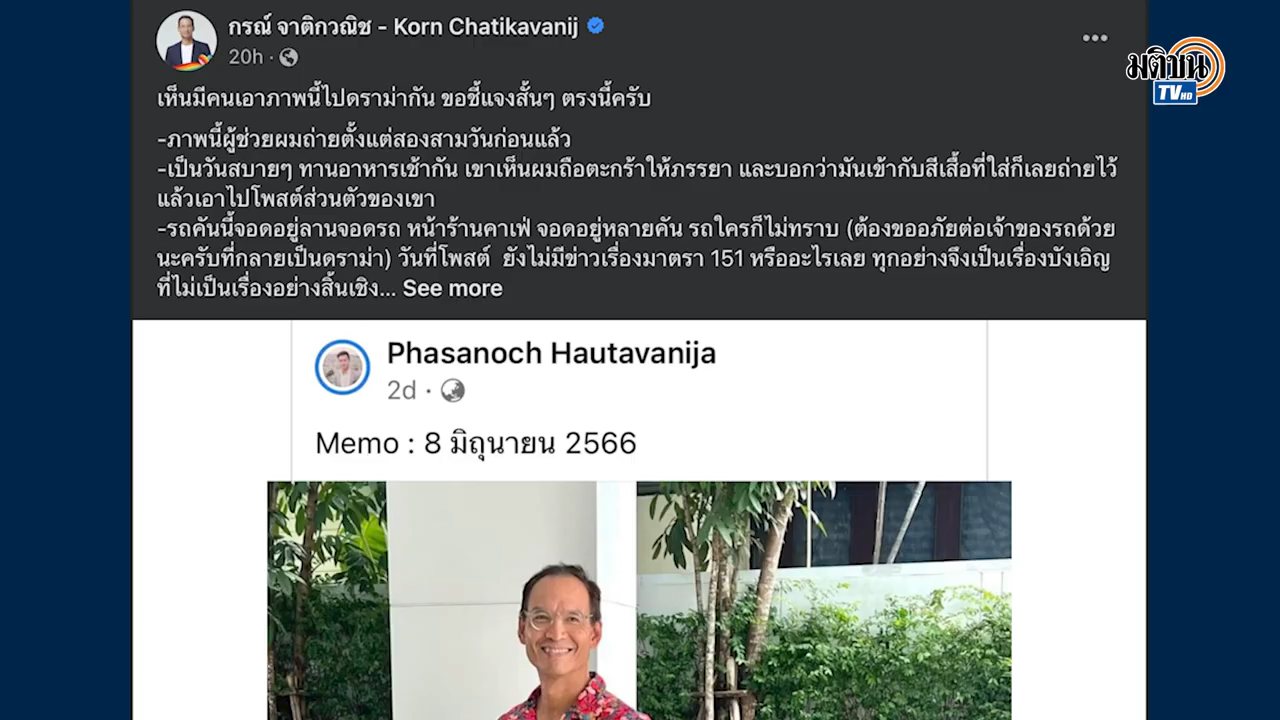 กรณ์ จาติกวณิช - Korn Chatikavanij
20h ·
มติชน
TV HD
เห็นมีคนเอาภาพนี้ไปดราม่ากัน ขอชี้แจงสั้นๆ ตรงนี้ครับ
-ภาพนี้ผู้ช่วยผมถ่ายตั้งแต่สองสามวันก่อนแล้ว
-เป็นวันสบายๆ ทานอาหารเช้ากัน เขาเห็นผมถือตะกร้าให้ภรรยา และบอกว่ามันเข้ากับสีเสื้อที่ใส่ก็เลยถ่ายไว้
แล้วเอาไปโพสต์ส่วนตัวของเขา
-รถคันนี้จอดอยู่ลานจอดรถ หน้าร้านคาเฟ่ จอดอยู่หลายคัน รถใครก็ไม่ทราบ (ต้องขออภัยต่อเจ้าของรถด้วย
นะครับที่กลายเป็นดราม่า) วันที่โพสต์ ยังไม่มีข่าวเรื่องมาตรา 151 หรืออะไรเลย ทุกอย่างจึงเป็นเรื่องบังเอิญ
ที่ไม่เป็นเรื่องอย่างสิ้นเชิง... See more
Phasanoch Hautavanija
2d ·
Memo : 8 มิถุนายน 2566